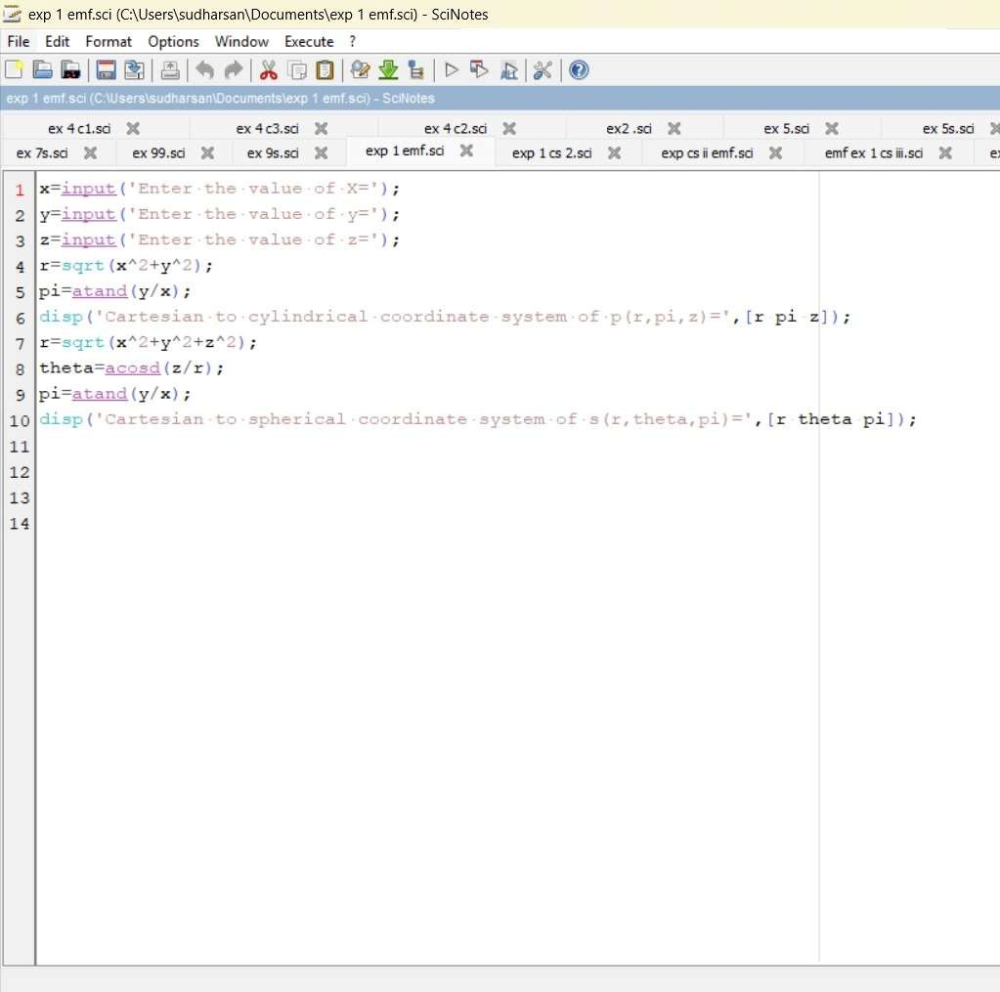 exp 1 emf.sci (C:\Users\sudharsan\Documents\exp 1 emf.sci) - SciNotes
File Edit Format Options Window Execute ?
exp 1 emf.sci (C:\Users\sudharsan\Documents\exp 1 emf.sci) - SciNotes
ex 4 c1.sci ex 4 c3.sci ex 4 c2.sci ex2 .sci ex 5.sci ex 5s.sci
ex 7s.sci ex 99.sci ex 9s.sci exp 1 emf.sci exp 1 cs 2.sci exp cs ii emf.sci emf ex 1 cs iii.sci
1 x=input('Enter the value of X=');
2 y=input('Enter the value of y=');
3 z=input('Enter the value of z=');
4 r=sqrt(x^2+y^2);
5 pi=atand(y/x);
6 disp('Cartesian to cylindrical coordinate system of p(r,pi,z)=',[r pi z]);
7 r=sqrt(x^2+y^2+z^2);
8 theta=acosd(z/r);
9 pi=atand(y/x);
10 disp('Cartesian to spherical coordinate system of s(r,theta,pi)=',[r theta pi]);
11
12
13
14